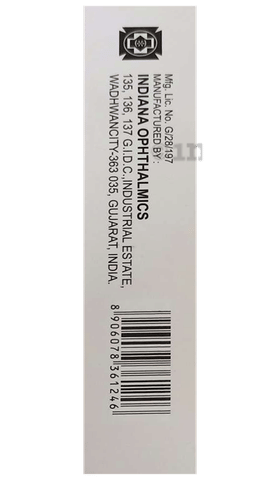 Mfg. Lic. No. G/28/197
MANUFACTURED BY :
INDIANA OPHTHALMICS
135, 136, 137 G.I.D.C.,INDUSTRIAL ESTATE,
WADHWANCITY-363 035, GUJARAT, INDIA.
8 906078 361246